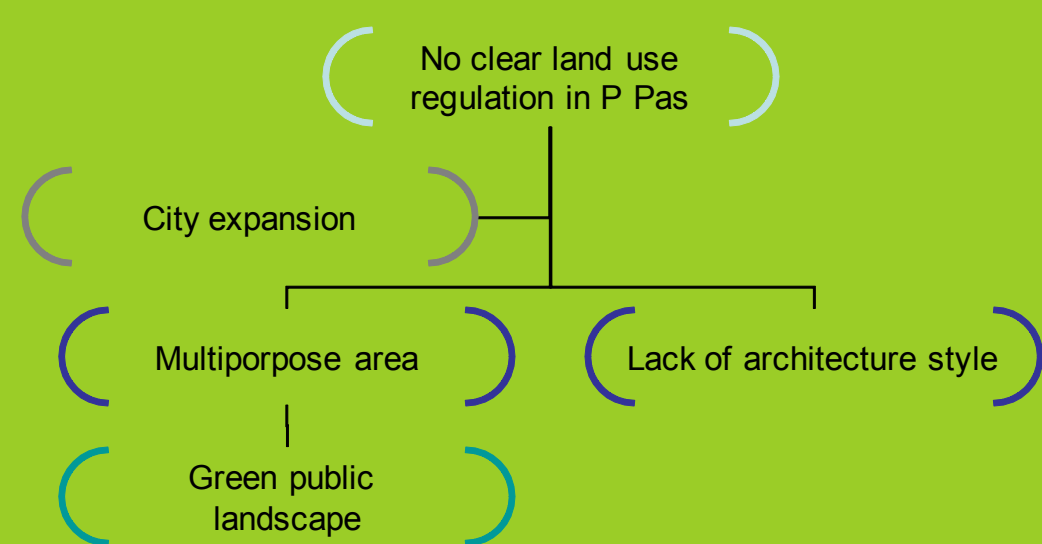 No clear land use
regulation in P Pas
City expansion
Multiporpose area
Lack of architecture style
Green public
landscape